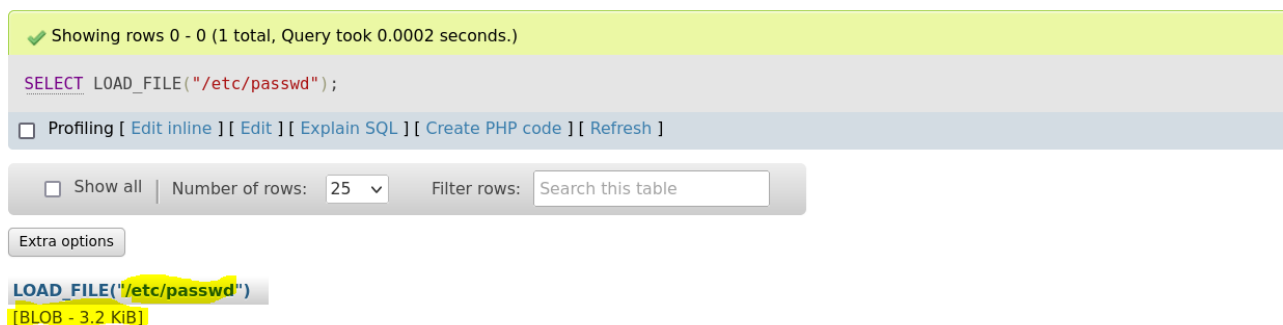 Showing rows 0 - 0 (1 total, Query took 0.0002 seconds.)
SELECT LOAD_FILE("/etc/passwd");
Profiling [ Edit inline ] [ Edit ] [ Explain SQL ] [ Create PHP code ] [ Refresh ]
Show all | Number of rows: 25 Filter rows: Search this table
Extra options
LOAD_FILE("/etc/passwd")
[BLOB - 3.2 KiB]